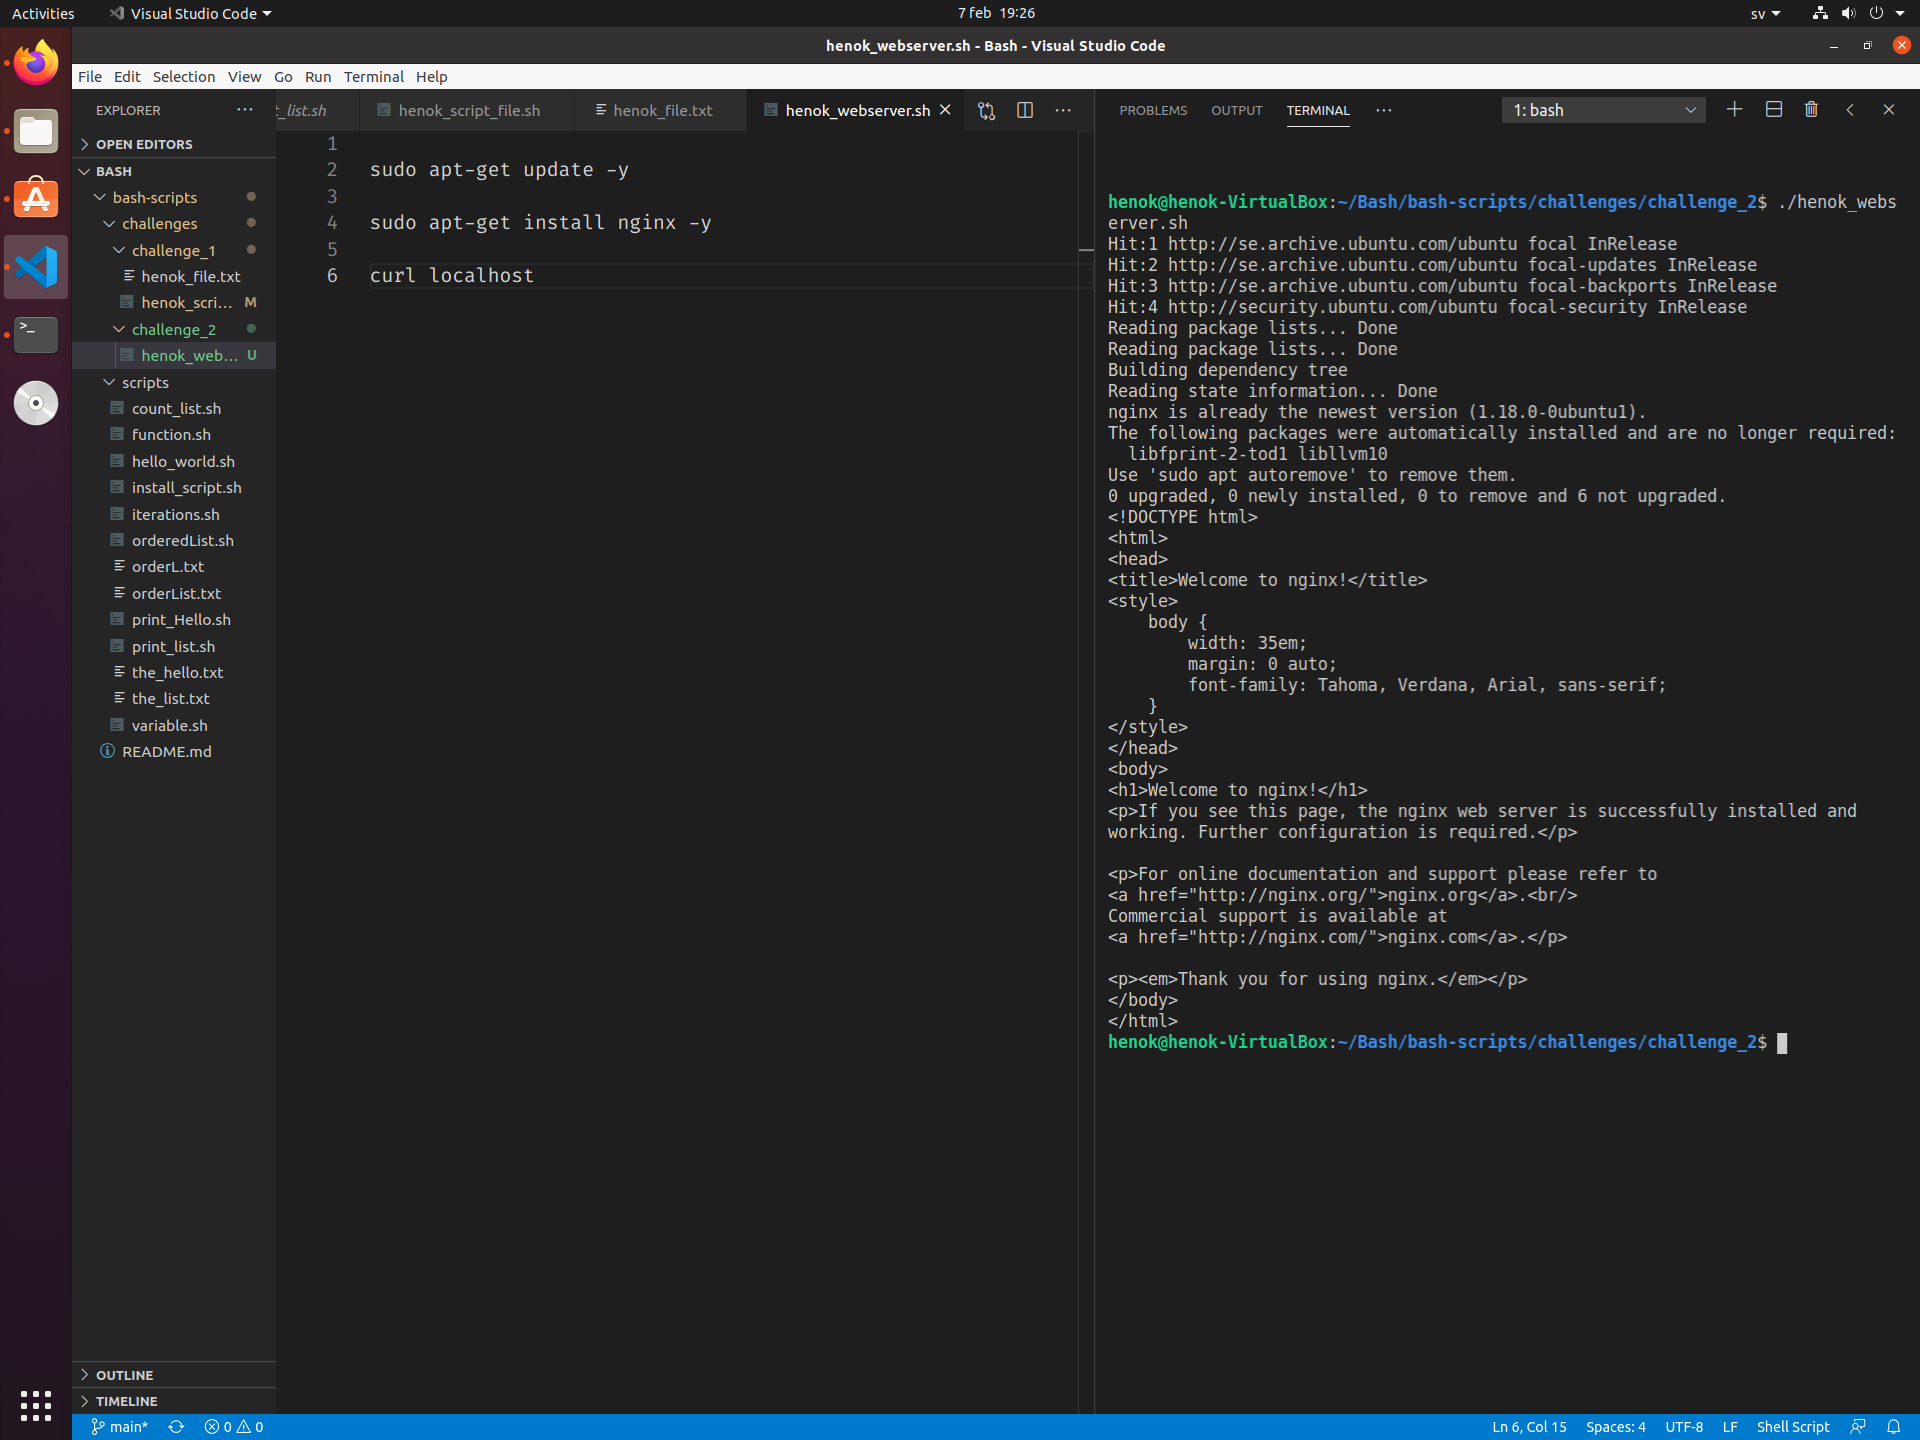 Activities
Visual Studio Code
7 feb 19:26
sv
henok_webserver.sh - Bash - Visual Studio Code
File Edit Selection View Go Run Terminal Help
EXPLORER
OPEN EDITORS
BASH
bash-scripts
challenges
challenge_1
henok_file.txt
henok_scri... M
challenge_2
henok_web... U
scripts
count_list.sh
function.sh
hello_world.sh
install_script.sh
iterations.sh
orderedList.sh
orderL.txt
orderList.txt
print_Hello.sh
print_list.sh
the_hello.txt
the_list.txt
variable.sh
README.md
OUTLINE
TIMELINE
t_list.sh henok_script_file.sh henok_file.txt henok_webserver.sh
1
2 sudo apt-get update -y
3
4 sudo apt-get install nginx -y
5
6 curl localhost
PROBLEMS OUTPUT TERMINAL 1: bash
henok@henok-VirtualBox:~/Bash/bash-scripts/challenges/challenge_2$ ./henok_webs
erver.sh
Hit:1 http://se.archive.ubuntu.com/ubuntu focal InRelease
Hit:2 http://se.archive.ubuntu.com/ubuntu focal-updates InRelease
Hit:3 http://se.archive.ubuntu.com/ubuntu focal-backports InRelease
Hit:4 http://security.ubuntu.com/ubuntu focal-security InRelease
Reading package lists... Done
Reading package lists... Done
Building dependency tree
Reading state information... Done
nginx is already the newest version (1.18.0-0ubuntu1).
The following packages were automatically installed and are no longer required:
  libfprint-2-tod1 libllvm10
Use 'sudo apt autoremove' to remove them.
0 upgraded, 0 newly installed, 0 to remove and 6 not upgraded.
<!DOCTYPE html>
<html>
<head>
<title>Welcome to nginx!</title>
<style>
    body {
        width: 35em;
        margin: 0 auto;
        font-family: Tahoma, Verdana, Arial, sans-serif;
    }
</style>
</head>
<body>
<h1>Welcome to nginx!</h1>
<p>If you see this page, the nginx web server is successfully installed and
working. Further configuration is required.</p>
<p>For online documentation and support please refer to
<a href="http://nginx.org/">nginx.org</a>.<br/>
Commercial support is available at
<a href="http://nginx.com/">nginx.com</a>.</p>
<p><em>Thank you for using nginx.</em></p>
</body>
</html>
henok@henok-VirtualBox:~/Bash/bash-scripts/challenges/challenge_2$
main* 0 0
Ln 6, Col 15 Spaces: 4 UTF-8 LF Shell Script